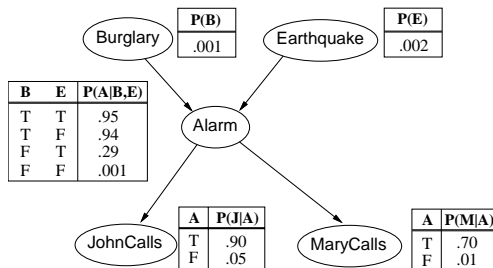 P(B)
Burglary
.001
P(E)
Earthquake
.002
B E P(A|B,E)
T T .95
T F .94
F T .29
F F .001
Alarm
A P(J|A)
JohnCalls
T .90
F .05
A P(M|A)
MaryCalls
T .70
F .01